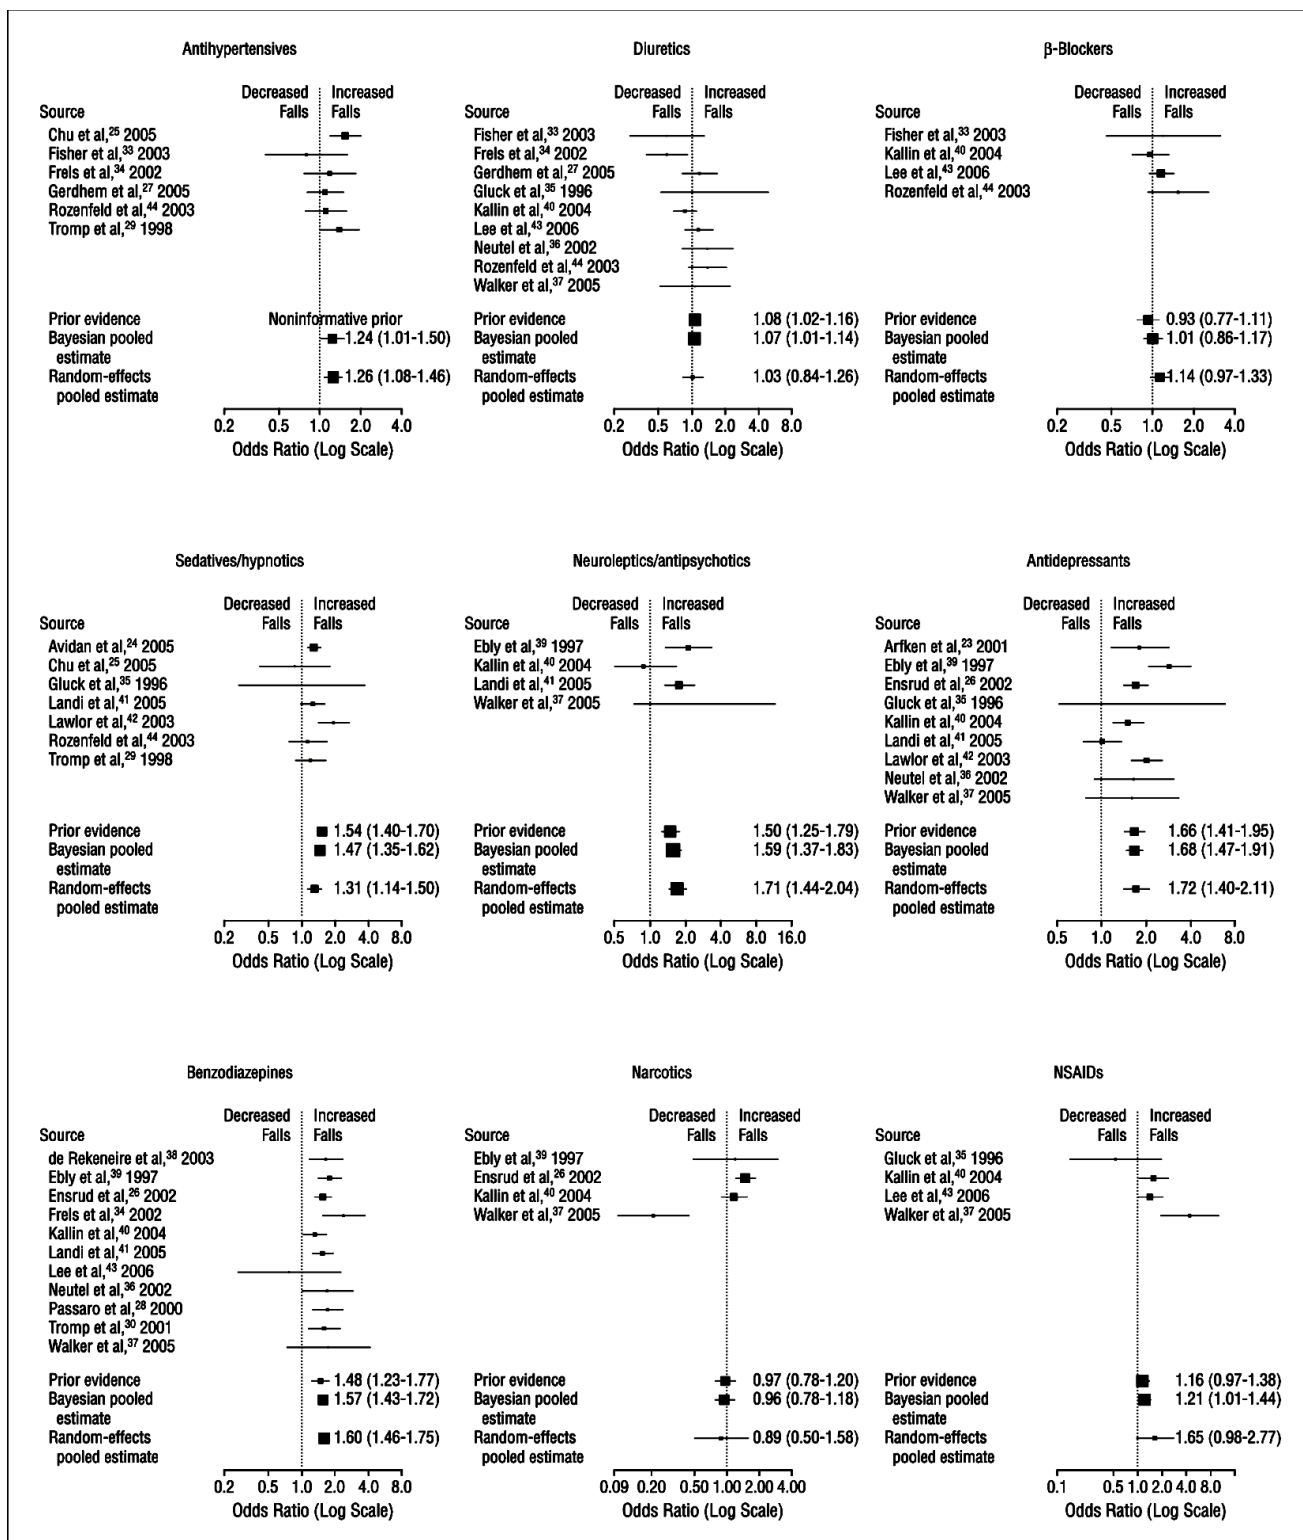 Antihypertensives
Decreased Increased
Source Falls Falls
Chu et al,25 2005
Fisher et al,33 2003
Frels et al,34 2002
Gerdhem et al,27 2005
Rozenfeld et al,44 2003
Tromp et al,29 1998
Prior evidence Noninformative prior
Bayesian pooled 1.24 (1.01-1.50)
estimate
Random-effects 1.26 (1.08-1.46)
pooled estimate
0.2 0.5 1.0 2.0 4.0
Odds Ratio (Log Scale)
Diuretics
Decreased Increased
Source Falls Falls
Fisher et al,33 2003
Frels et al,34 2002
Gerdhem et al,27 2005
Gluck et al,35 1996
Kallin et al,40 2004
Lee et al,43 2006
Neutel et al,36 2002
Rozenfeld et al,44 2003
Walker et al,37 2005
Prior evidence 1.08 (1.02-1.16)
Bayesian pooled 1.07 (1.01-1.14)
estimate
Random-effects 1.03 (0.84-1.26)
pooled estimate
0.2 0.5 1.0 2.0 4.0 8.0
Odds Ratio (Log Scale)
β-Blockers
Decreased Increased
Source Falls Falls
Fisher et al,33 2003
Kallin et al,40 2004
Lee et al,43 2006
Rozenfeld et al,44 2003
Prior evidence 0.93 (0.77-1.11)
Bayesian pooled 1.01 (0.86-1.17)
estimate
Random-effects 1.14 (0.97-1.33)
pooled estimate
0.2 0.5 1.0 2.0 4.0
Odds Ratio (Log Scale)
Sedatives/hypnotics
Decreased Increased
Source Falls Falls
Avidan et al,24 2005
Chu et al,25 2005
Gluck et al,35 1996
Landi et al,41 2005
Lawlor et al,42 2003
Rozenfeld et al,44 2003
Tromp et al,29 1998
Prior evidence 1.54 (1.40-1.70)
Bayesian pooled 1.47 (1.35-1.62)
estimate
Random-effects 1.31 (1.14-1.50)
pooled estimate
0.2 0.5 1.0 2.0 4.0 8.0
Odds Ratio (Log Scale)
Neuroleptics/antipsychotics
Decreased Increased
Source Falls Falls
Ebly et al,39 1997
Kallin et al,40 2004
Landi et al,41 2005
Walker et al,37 2005
Prior evidence 1.50 (1.25-1.79)
Bayesian pooled 1.59 (1.37-1.83)
estimate
Random-effects 1.71 (1.44-2.04)
pooled estimate
0.5 1.0 2.0 4.0 8.0 16.0
Odds Ratio (Log Scale)
Antidepressants
Decreased Increased
Source Falls Falls
Arfken et al,23 2001
Ebly et al,39 1997
Ensrud et al,26 2002
Gluck et al,35 1996
Kallin et al,40 2004
Landi et al,41 2005
Lawlor et al,42 2003
Neutel et al,36 2002
Walker et al,37 2005
Prior evidence 1.66 (1.41-1.95)
Bayesian pooled 1.68 (1.47-1.91)
estimate
Random-effects 1.72 (1.40-2.11)
pooled estimate
0.5 1.0 2.0 4.0 8.0
Odds Ratio (Log Scale)
Benzodiazepines
Decreased Increased
Source Falls Falls
de Rekeneire et al,38 2003
Ebly et al,39 1997
Ensrud et al,26 2002
Frels et al,34 2002
Kallin et al,40 2004
Landi et al,41 2005
Lee et al,43 2006
Neutel et al,36 2002
Passaro et al,28 2000
Tromp et al,30 2001
Walker et al,37 2005
Prior evidence 1.48 (1.23-1.77)
Bayesian pooled 1.57 (1.43-1.72)
estimate
Random-effects 1.60 (1.46-1.75)
pooled estimate
0.2 0.5 1.0 2.0 4.0 8.0
Odds Ratio (Log Scale)
Narcotics
Decreased Increased
Source Falls Falls
Ebly et al,39 1997
Ensrud et al,26 2002
Kallin et al,40 2004
Walker et al,37 2005
Prior evidence 0.97 (0.78-1.20)
Bayesian pooled 0.96 (0.78-1.18)
estimate
Random-effects 0.89 (0.50-1.58)
pooled estimate
0.09 0.20 0.50 1.00 2.00 4.00
Odds Ratio (Log Scale)
NSAIDs
Decreased Increased
Source Falls Falls
Gluck et al,35 1996
Kallin et al,40 2004
Lee et al,43 2006
Walker et al,37 2005
Prior evidence 1.16 (0.97-1.38)
Bayesian pooled 1.21 (1.01-1.44)
estimate
Random-effects 1.65 (0.98-2.77)
pooled estimate
0.1 0.5 1.0 2.0 4.0 8.0
Odds Ratio (Log Scale)